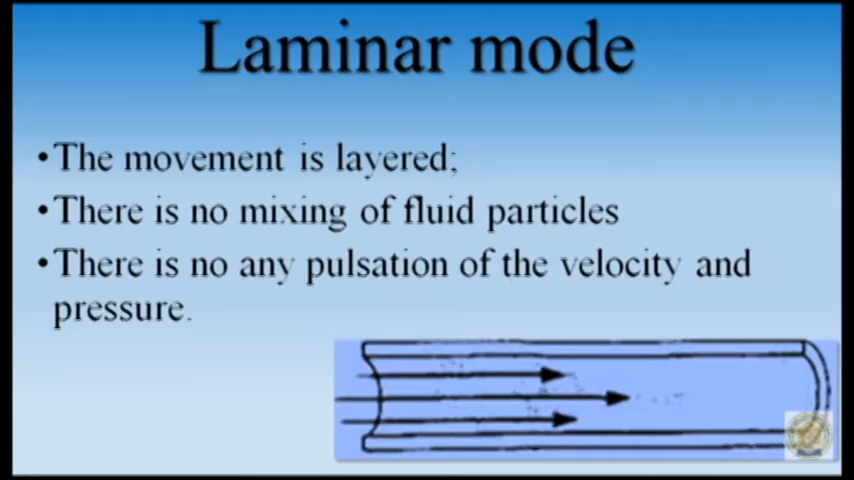 Laminar mode
•The movement is layered;
•There is no mixing of fluid particles
•There is no any pulsation of the velocity and
pressure.